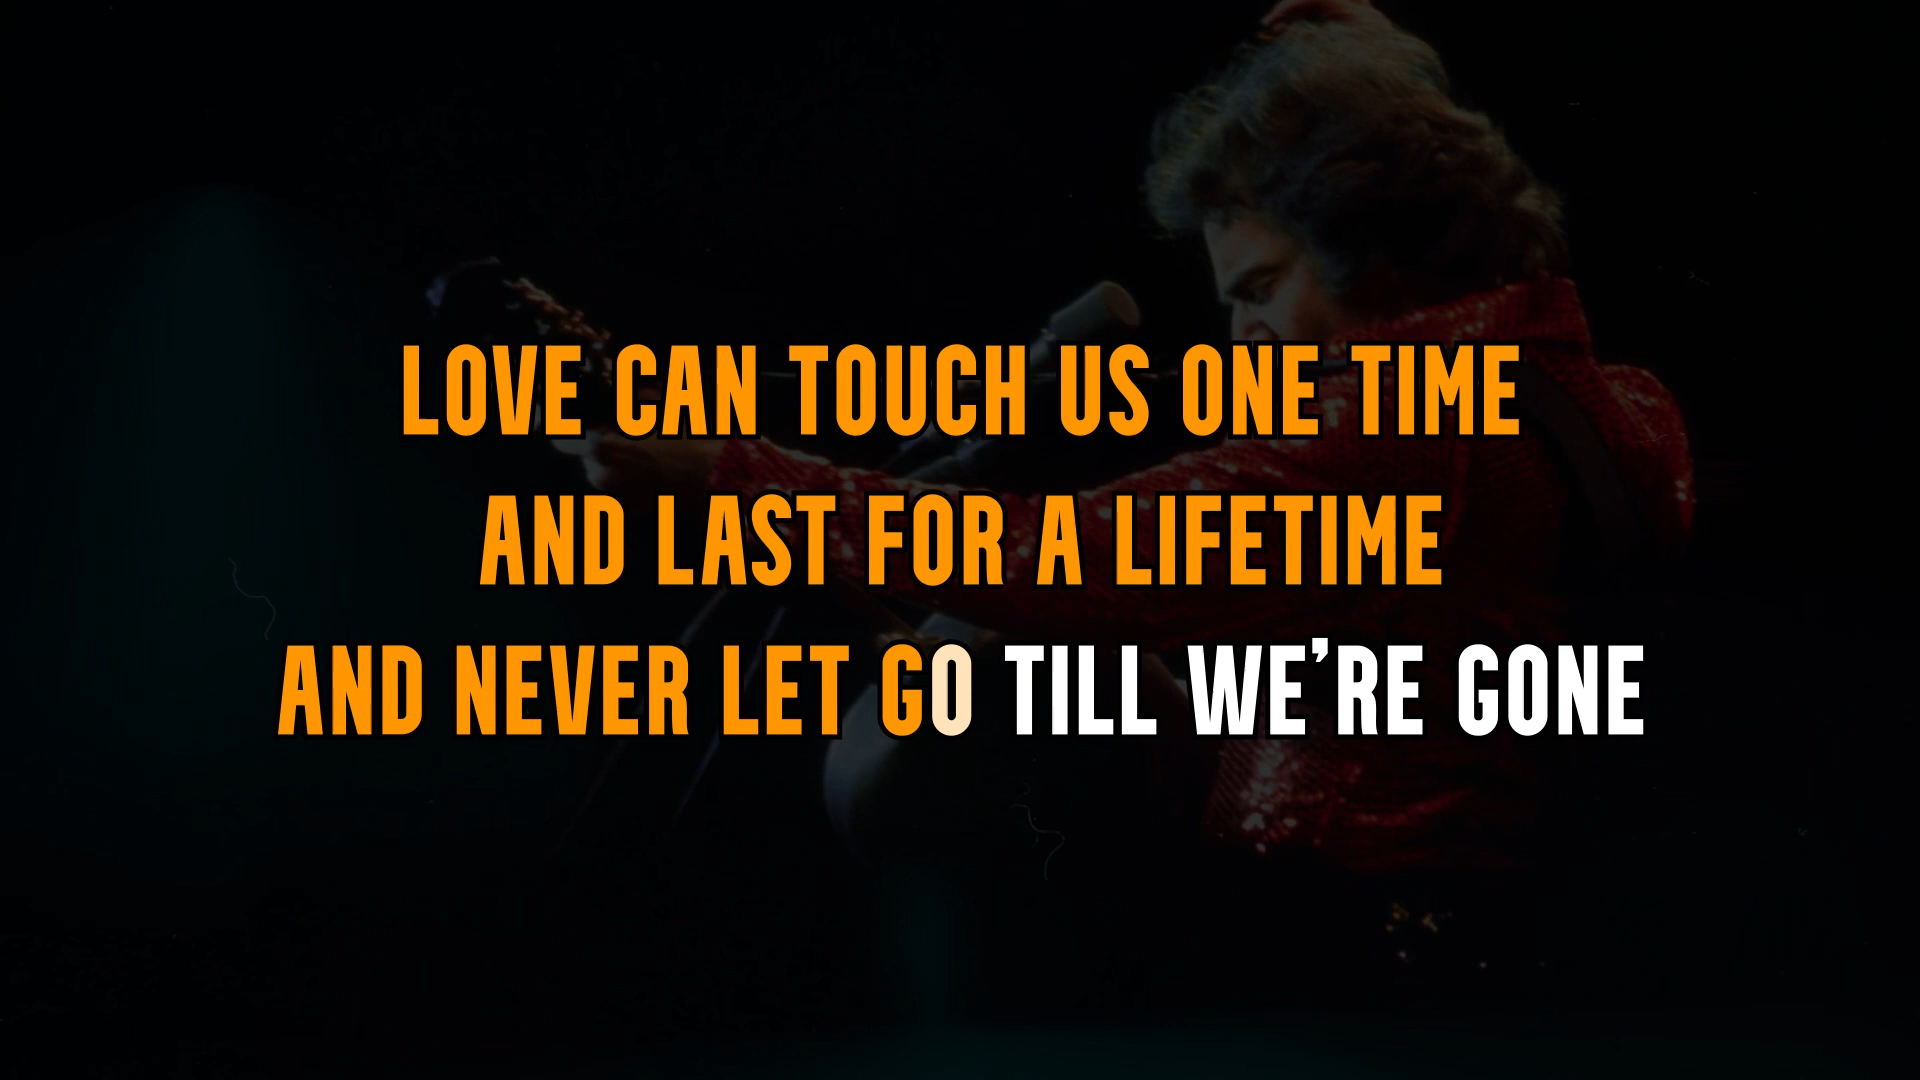 LOVE CAN TOUCH US ONE TIME
AND LAST FOR A LIFETIME
AND NEVER LET GO TILL WE'RE GONE